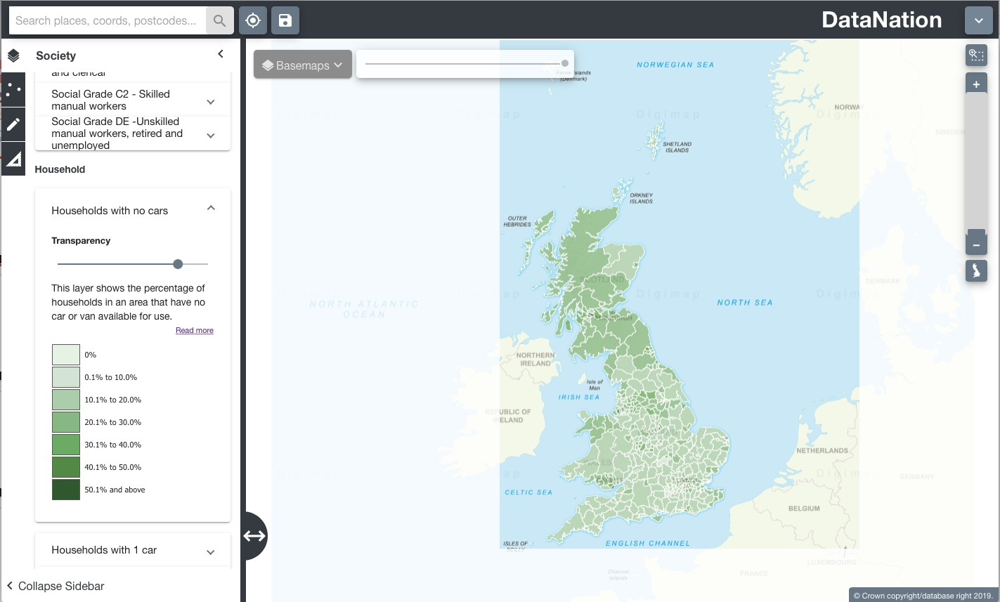 Search places, coords, postcodes...
DataNation
Society
and clerical
Social Grade C2 - Skilled
manual workers
Social Grade DE -Unskilled
manual workers, retired and
unemployed
Household
Households with no cars
Transparency
This layer shows the percentage of
households in an area that have no
car or van available for use.
Read more
0%
0.1% to 10.0%
10.1% to 20.0%
20.1% to 30.0%
30.1% to 40.0%
40.1% to 50.0%
50.1% and above
Households with 1 car
Collapse Sidebar
Basemaps
Faroe Islands
(Denmark)
NORWEGIAN SEA
NORWAY
SWEDEN
Digimap
SHETLAND
ISLANDS
ORKNEY
ISLANDS
OUTER
HEBRIDES
SCOTLAND
Digimap
DENMARK
NORTH ATLANTIC
OCEAN
NORTH SEA
EDINBURGH
NORTHERN
IRELAND
Isle of
Man
IRISH SEA
REPUBLIC OF
IRELAND
NETHERLANDS
WALES
Digimap
GERMANY
CARDIFF
LONDON
CELTIC SEA
BELGIUM
ISLES OF
SCILLY
ENGLISH CHANNEL
LUXEMBOURG
Channel
Islands
FRANCE
+
−
© Crown copyright/database right 2019.